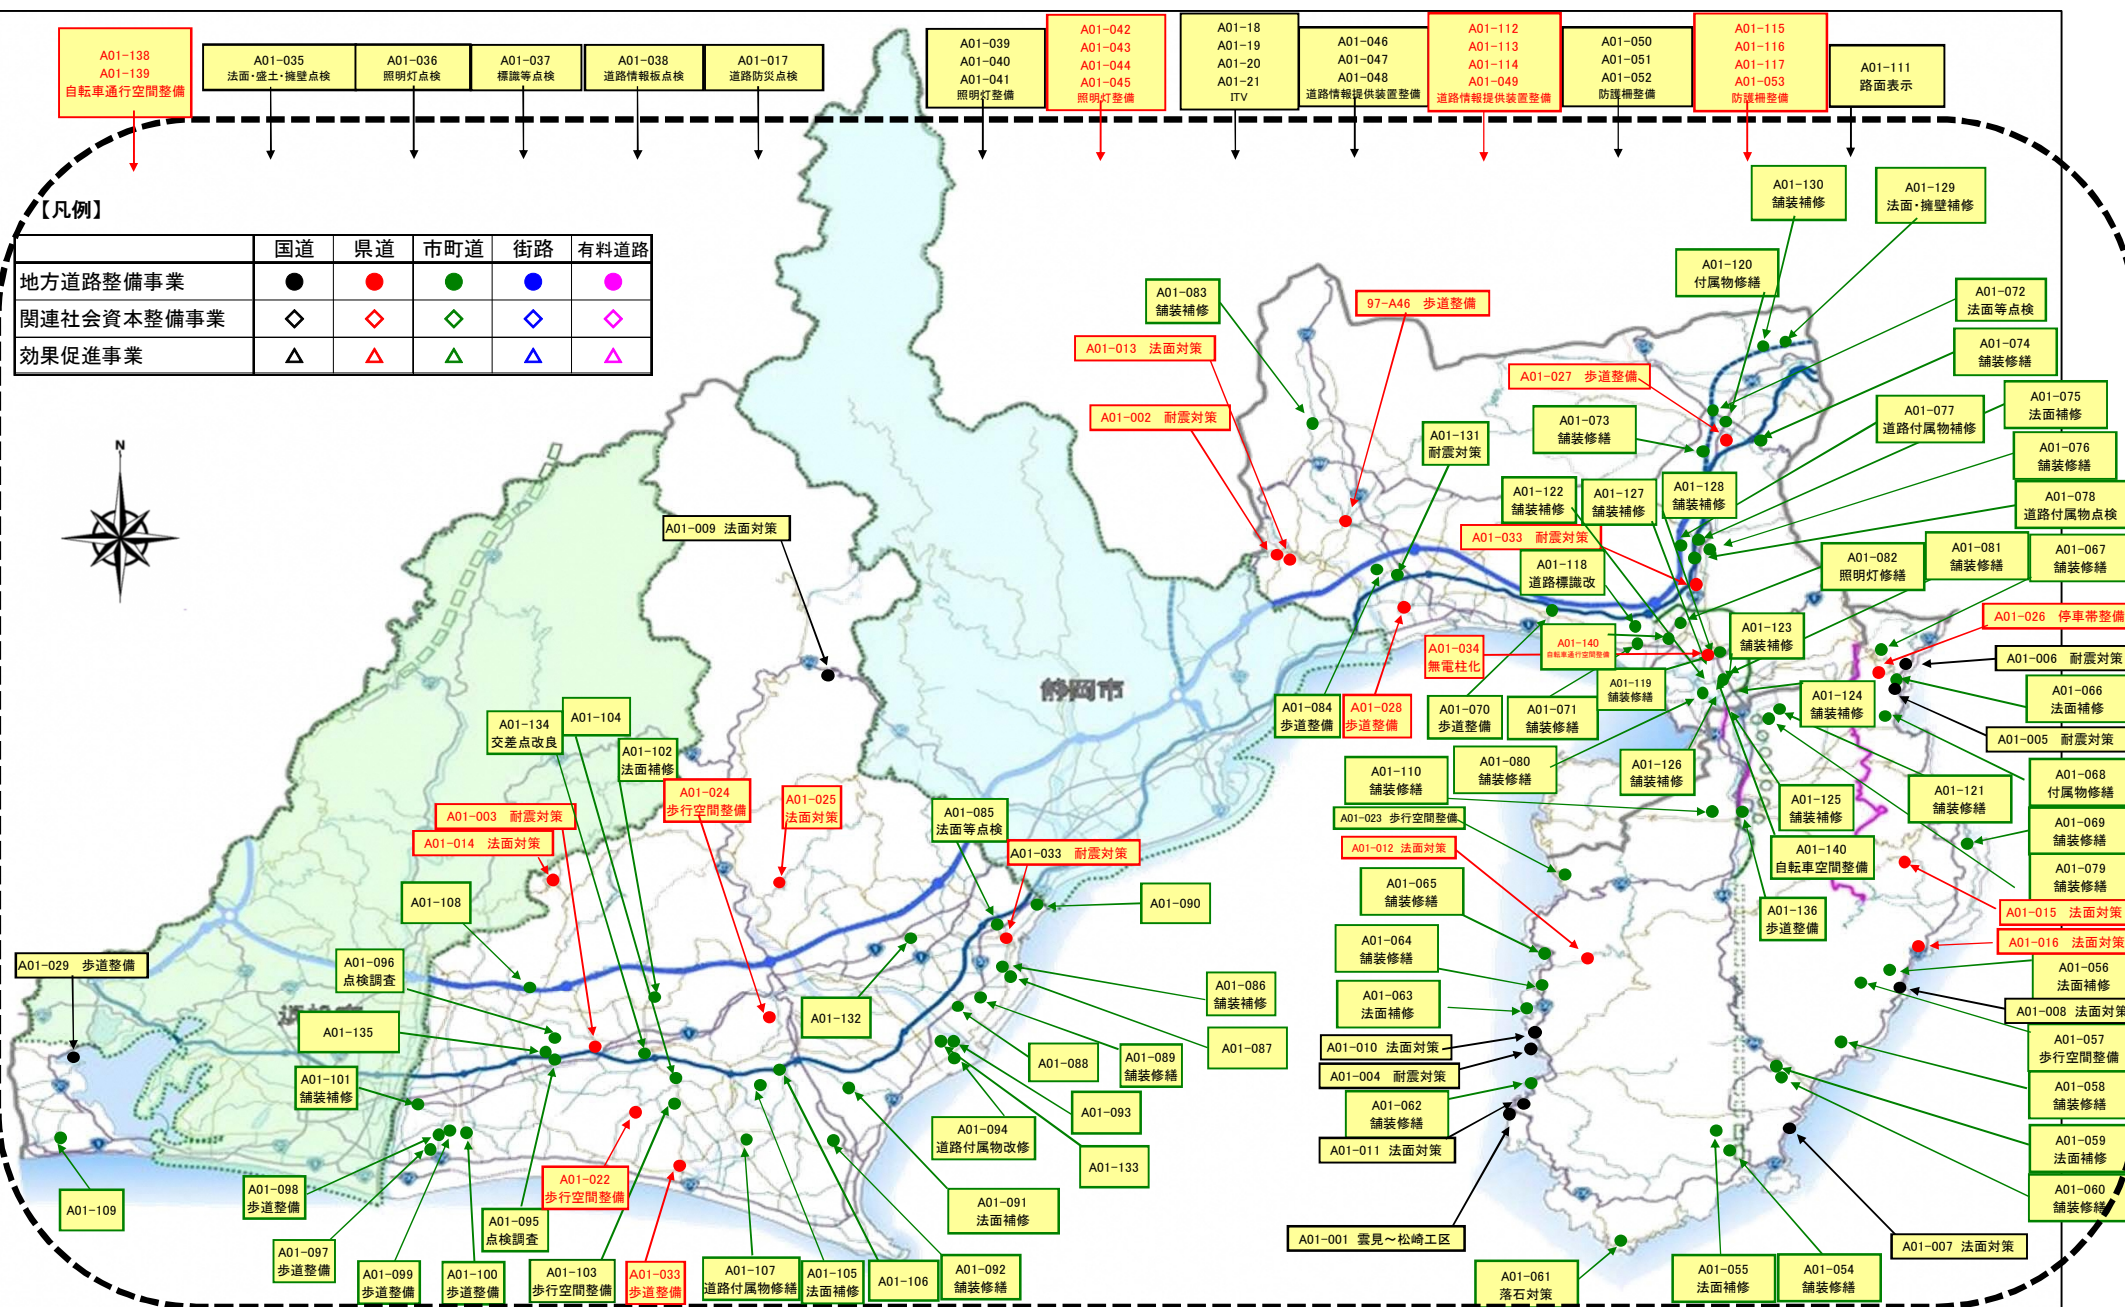 A01-138
A01-139
自転車通行空間整備
A01-035
法面・盛土・擁壁点検
A01-036
照明灯点検
A01-037
標識等点検
A01-038
道路情報板点検
A01-017
道路防災点検
A01-039
A01-040
A01-041
照明灯整備
A01-042
A01-043
A01-044
A01-045
照明灯整備
A01-18
A01-19
A01-20
A01-21
ITV
A01-046
A01-047
A01-048
道路情報提供装置整備
A01-112
A01-113
A01-114
A01-049
道路情報提供装置整備
A01-050
A01-051
A01-052
防護柵整備
A01-115
A01-116
A01-117
A01-053
防護柵整備
A01-111
路面表示
【凡例】
国道 県道 市町道 街路 有料道路
地方道路整備事業
関連社会資本整備事業
効果促進事業
N
A01-130
舗装補修
A01-129
法面・擁壁補修
A01-120
付属物修繕
A01-072
法面等点検
A01-083
舗装補修
97-A46 歩道整備
A01-013 法面対策
A01-074
舗装修繕
A01-027 歩道整備
A01-002 耐震対策
A01-073
舗装修繕
A01-077
道路付属物補修
A01-075
法面補修
A01-131
耐震対策
A01-076
舗装修繕
A01-122
舗装補修
A01-127
舗装補修
A01-128
舗装補修
A01-078
道路付属物点検
A01-009 法面対策
A01-033 耐震対策
A01-118
道路標識改
A01-082
照明灯修繕
A01-081
舗装修繕
A01-067
舗装修繕
A01-026 停車帯整備
A01-034
無電柱化
A01-140
自転車通行空間整備
A01-123
舗装補修
A01-006 耐震対策
静岡市
A01-119
舗装修繕
A01-084
歩道整備
A01-028
歩道整備
A01-070
歩道整備
A01-071
舗装修繕
A01-124
舗装補修
A01-066
法面補修
A01-005 耐震対策
A01-134
交差点改良
A01-104
A01-102
法面補修
A01-080
舗装修繕
A01-126
舗装補修
A01-110
舗装修繕
A01-068
付属物修繕
A01-121
舗装修繕
A01-024
歩行空間整備
A01-025
法面対策
A01-003 耐震対策
A01-014 法面対策
A01-085
法面等点検
A01-033 耐震対策
A01-023 歩行空間整備
A01-012 法面対策
A01-125
舗装補修
A01-069
舗装修繕
A01-140
自転車空間整備
A01-079
舗装修繕
A01-108
A01-090
A01-065
舗装修繕
A01-136
歩道整備
A01-015 法面対策
A01-016 法面対策
A01-029 歩道整備
A01-096
点検調査
A01-064
舗装修繕
A01-056
法面補修
A01-086
舗装補修
A01-063
法面補修
A01-008 法面対策
A01-135
A01-132
A01-087
A01-088
A01-089
舗装修繕
A01-010 法面対策
A01-004 耐震対策
A01-057
歩行空間整備
A01-101
舗装補修
A01-093
A01-062
舗装修繕
A01-058
舗装修繕
A01-094
道路付属物改修
A01-011 法面対策
A01-059
法面補修
A01-133
A01-109
A01-098
歩道整備
A01-022
歩行空間整備
A01-095
点検調査
A01-091
法面補修
A01-060
舗装修繕
A01-001 雲見～松崎工区
A01-007 法面対策
A01-097
歩道整備
A01-099
歩道整備
A01-100
歩道整備
A01-103
歩行空間整備
A01-033
歩道整備
A01-107
道路付属物修繕
A01-105
法面補修
A01-106
A01-092
舗装修繕
A01-061
落石対策
A01-055
法面補修
A01-054
舗装修繕